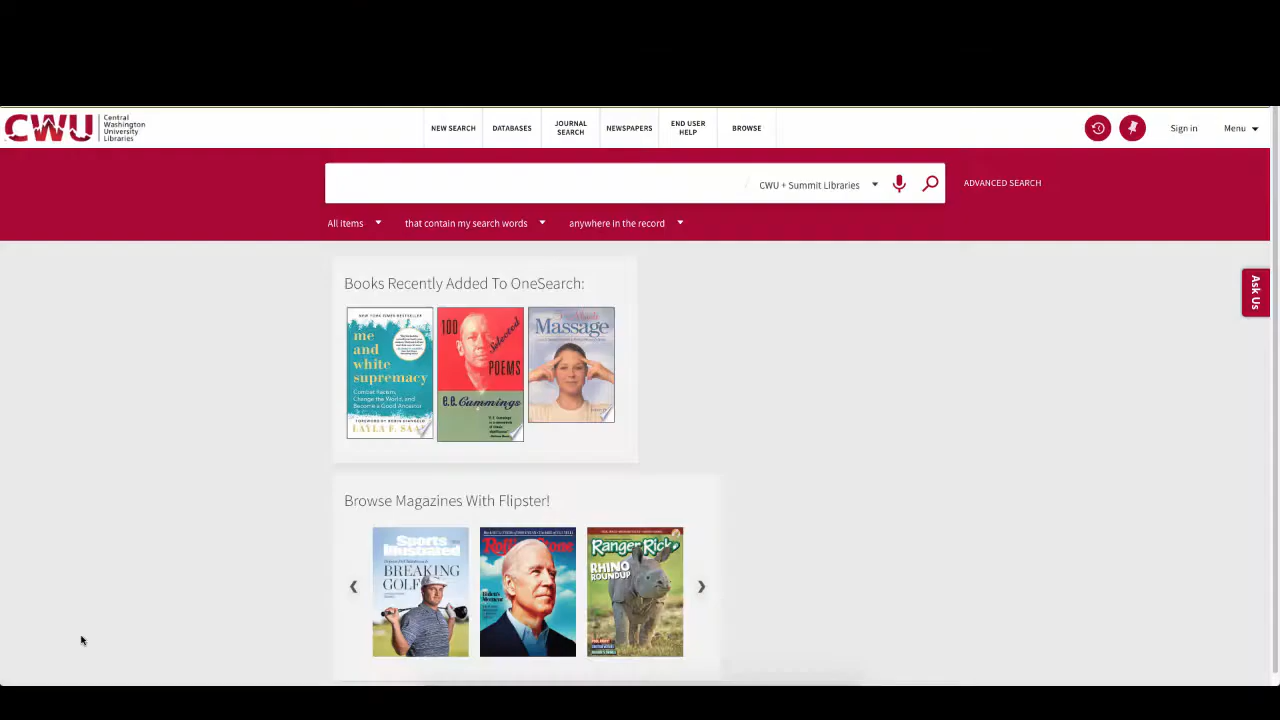 CWU
Central
Washington
University
Libraries
NEW SEARCH
DATABASES
JOURNAL
SEARCH
NEWSPAPERS
END USER
HELP
BROWSE
Sign in
Menu
CWU + Summit Libraries
ADVANCED SEARCH
All Items
that contain my search words
anywhere in the record
Ask Us
Books Recently Added To OneSearch:
NEW YORK TIMES BESTSELLER
me
and
white
supremacy
Combat Racism,
Change the World, and
Become a Good Ancestor
FOREWORD BY ROBIN DIANGELO
LAYLA F. SAAD
100
Selected
POEMS
e.e. cummings
Massage
Browse Magazines With Flipster!
Sports
Illustrated
BREAKING
GOLF
Rolling Stone
Biden's
Moment
Ranger Rick
RHINO
ROUNDUP